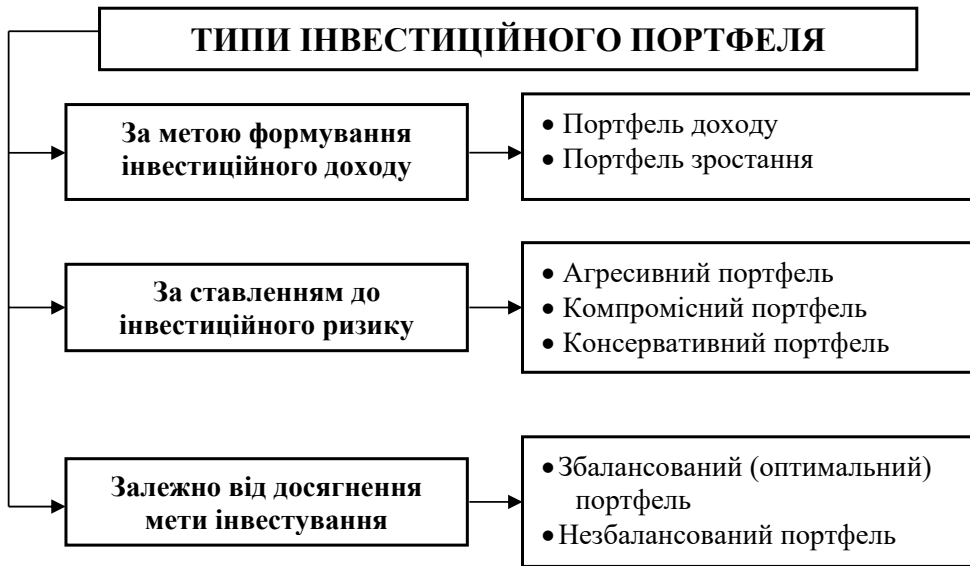 ТИПИ ІНВЕСТИЦІЙНОГО ПОРТФЕЛЯ
За метою формування
інвестиційного доходу
• Портфель доходу
• Портфель зростання
За ставленням до
інвестиційного ризику
• Агресивний портфель
• Компромісний портфель
• Консервативний портфель
Залежно від досягнення
мети інвестування
• Збалансований (оптимальний)
портфель
• Незбалансований портфель